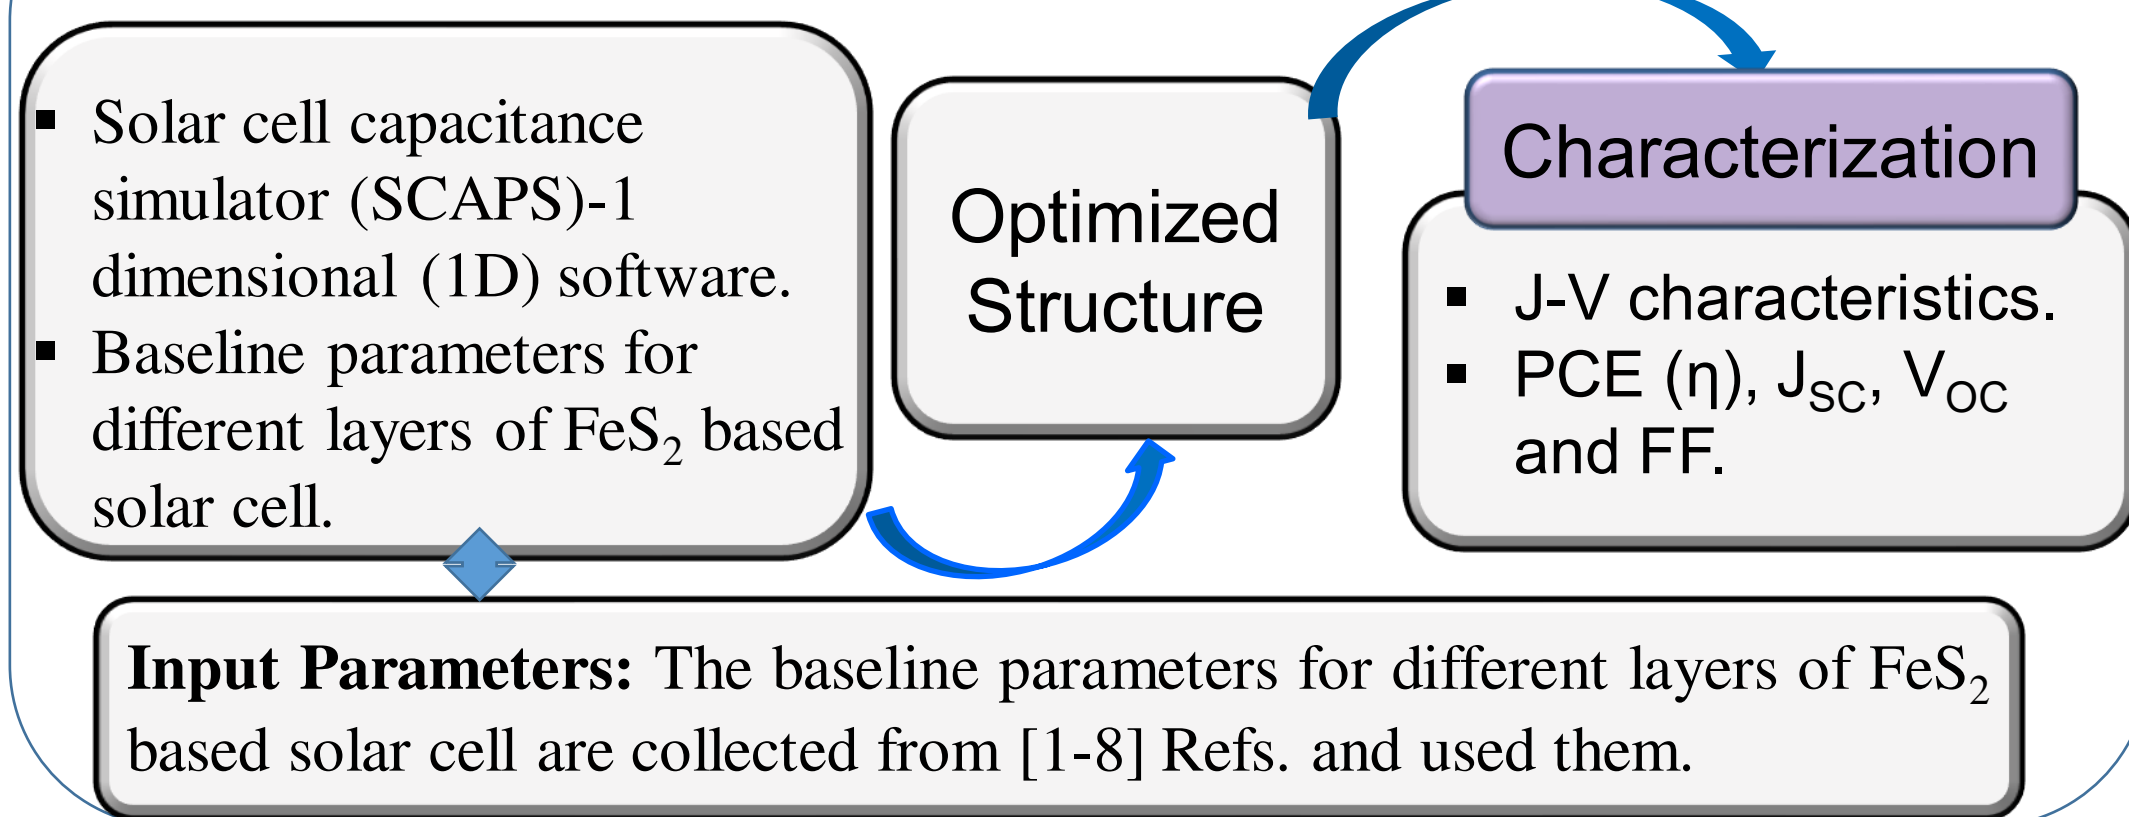 ▪ Solar cell capacitance
simulator (SCAPS)-1
dimensional (1D) software.
▪ Baseline parameters for
different layers of FeS₂ based
solar cell.
Optimized
Structure
Characterization
▪ J-V characteristics.
▪ PCE (η), J_SC, V_OC
and FF.
Input Parameters: The baseline parameters for different layers of FeS₂
based solar cell are collected from [1-8] Refs. and used them.